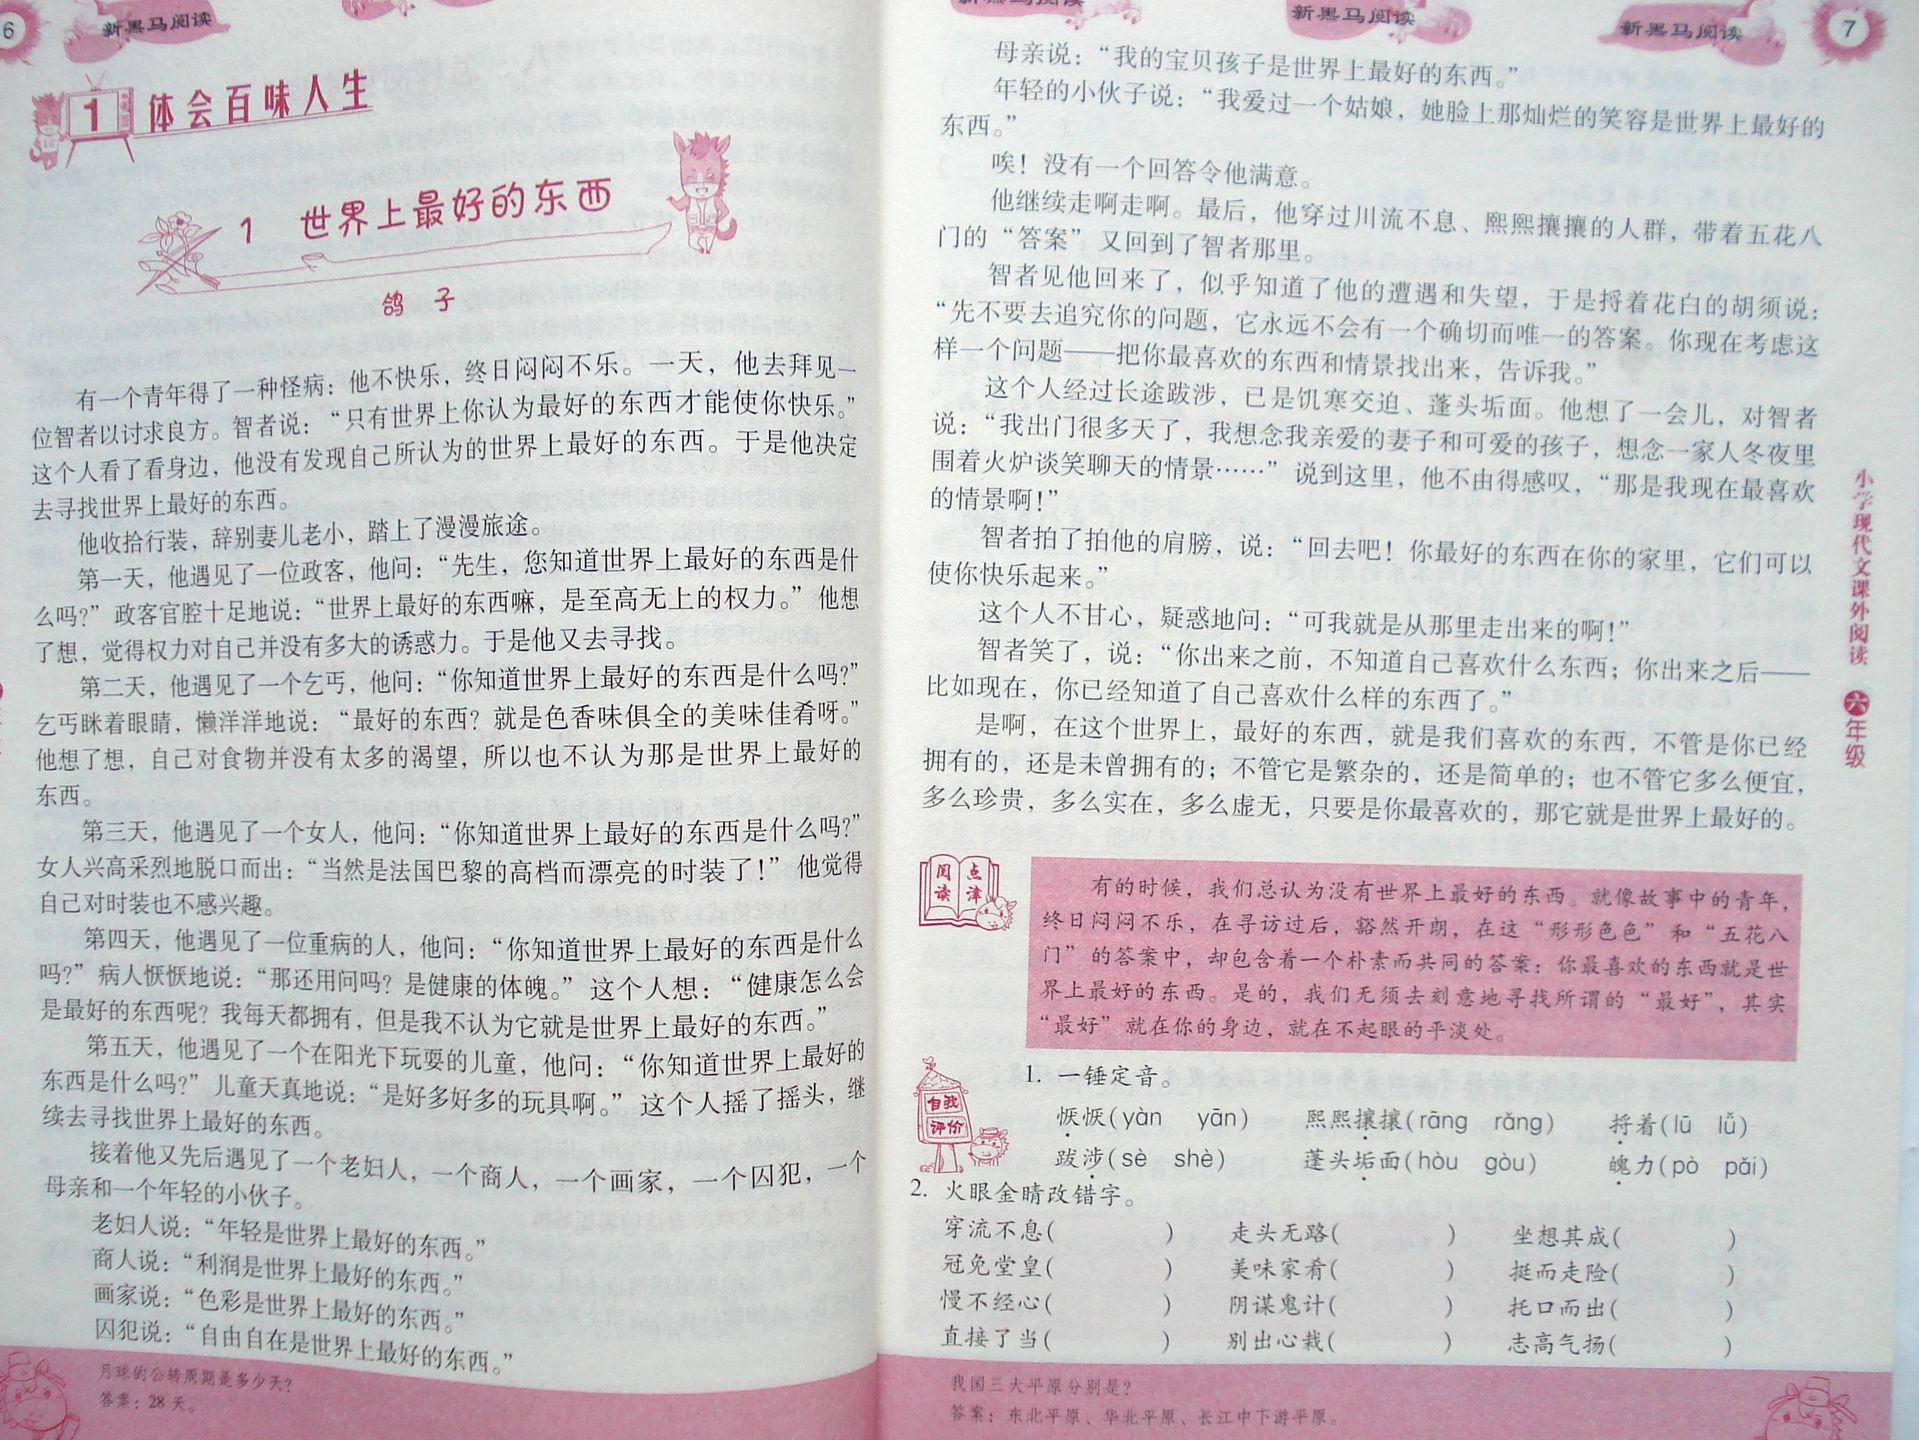 6
新黑马阅读
1 体会百味人生
1 世界上最好的东西
鸽 子
有一个青年得了一种怪病：他不快乐，终日闷闷不乐。一天，他去拜见一
位智者以讨求良方。智者说：“只有世界上你认为最好的东西才能使你快乐。”
这个人看了看身边，他没有发现自己所认为的世界上最好的东西。于是他决定
去寻找世界上最好的东西。
他收拾行装，辞别妻儿老小，踏上了漫漫旅途。
第一天，他遇见了一位政客，他问：“先生，您知道世界上最好的东西是什
么吗？”政客官腔十足地说：“世界上最好的东西嘛，是至高无上的权力。”他想
了想，觉得权力对自己并没有多大的诱惑力。于是他又去寻找。
第二天，他遇见了一个乞丐，他问：“你知道世界上最好的东西是什么吗？”
乞丐眯着眼睛，懒洋洋地说：“最好的东西？就是色香味俱全的美味佳肴呀。”
他想了想，自己对食物并没有太多的渴望，所以也不认为那是世界上最好的
东西。
第三天，他遇见了一个女人，他问：“你知道世界上最好的东西是什么吗？”
女人兴高采烈地脱口而出：“当然是法国巴黎的高档而漂亮的时装了！”他觉得
自己对时装也不感兴趣。
第四天，他遇见了一位重病的人，他问：“你知道世界上最好的东西是什么
吗？”病人恹恹地说：“那还用问吗？是健康的体魄。”这个人想：“健康怎么会
是最好的东西呢？我每天都拥有，但是我不认为它就是世界上最好的东西。”
第五天，他遇见了一个在阳光下玩耍的儿童，他问：“你知道世界上最好的
东西是什么吗？”儿童天真地说：“是好多好多的玩具啊。”这个人摇了摇头，继
续去寻找世界上最好的东西。
接着他又先后遇见了一个老妇人，一个商人，一个画家，一个囚犯，一个
母亲和一个年轻的小伙子。
老妇人说：“年轻是世界上最好的东西。”
商人说：“利润是世界上最好的东西。”
画家说：“色彩是世界上最好的东西。”
囚犯说：“自由自在是世界上最好的东西。”
月球的公转周期是多少天？
答案：28天。
新黑马阅读
新黑马阅读
新黑马阅读
7
母亲说：“我的宝贝孩子是世界上最好的东西。”
年轻的小伙子说：“我爱过一个姑娘，她脸上那灿烂的笑容是世界上最好的
东西。”
唉！没有一个回答令他满意。
他继续走啊走啊。最后，他穿过川流不息、熙熙攘攘的人群，带着五花八
门的“答案”又回到了智者那里。
智者见他回来了，似乎知道了他的遭遇和失望，于是捋着花白的胡须说：
“先不要去追究你的问题，它永远不会有一个确切而唯一的答案。你现在考虑这
样一个问题——把你最喜欢的东西和情景找出来，告诉我。”
这个人经过长途跋涉，已是饥寒交迫、蓬头垢面。他想了一会儿，对智者
说：“我出门很多天了，我想念我亲爱的妻子和可爱的孩子，想念一家人冬夜里
围着火炉谈笑聊天的情景……”说到这里，他不由得感叹，“那是我现在最喜欢
的情景啊！”
智者拍了拍他的肩膀，说：“回去吧！你最好的东西在你的家里，它们可以
使你快乐起来。”
这个人不甘心，疑惑地问：“可我就是从那里走出来的啊！”
智者笑了，说：“你出来之前，不知道自己喜欢什么东西；你出来之后——
比如现在，你已经知道了自己喜欢什么样的东西了。”
是啊，在这个世界上，最好的东西，就是我们喜欢的东西，不管是你已经
拥有的，还是未曾拥有的；不管它是繁杂的，还是简单的；也不管它多么便宜，
多么珍贵，多么实在，多么虚无，只要是你最喜欢的，那它就是世界上最好的。
阅读点津
有的时候，我们总认为没有世界上最好的东西。就像故事中的青年，
终日闷闷不乐，在寻访过后，豁然开朗，在这“形形色色”和“五花八
门”的答案中，却包含着一个朴素而共同的答案：你最喜欢的东西就是世
界上最好的东西。是的，我们无须去刻意地寻找所谓的“最好”，其实
“最好”就在你的身边，就在不起眼的平淡处。
自我评价
1. 一锤定音。
恹恹(yàn yān) 熙熙攘攘(rāng rǎng) 捋着(lū lǚ)
跋涉(sè shè) 蓬头垢面(hòu gòu) 魄力(pò pǎi)
2. 火眼金睛改错字。
穿流不息( ) 走头无路( ) 坐想其成( )
冠免堂皇( ) 美味家肴( ) 挺而走险( )
慢不经心( ) 阴谋鬼计( ) 托口而出( )
直接了当( ) 别出心栽( ) 志高气扬( )
我国三大平原分别是？
答案：东北平原、华北平原、长江中下游平原。
小学现代文课外阅读 六年级